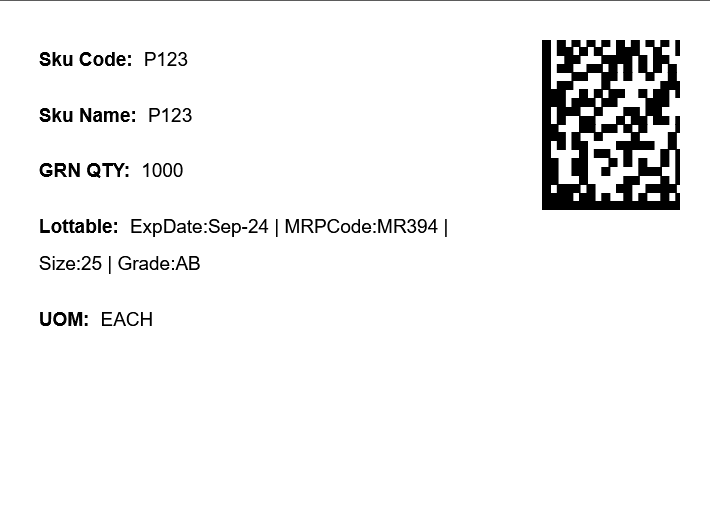 Sku Code: P123
Sku Name: P123
GRN QTY: 1000
Lottable: ExpDate:Sep-24 | MRPCode:MR394 |
Size:25 | Grade:AB
UOM: EACH